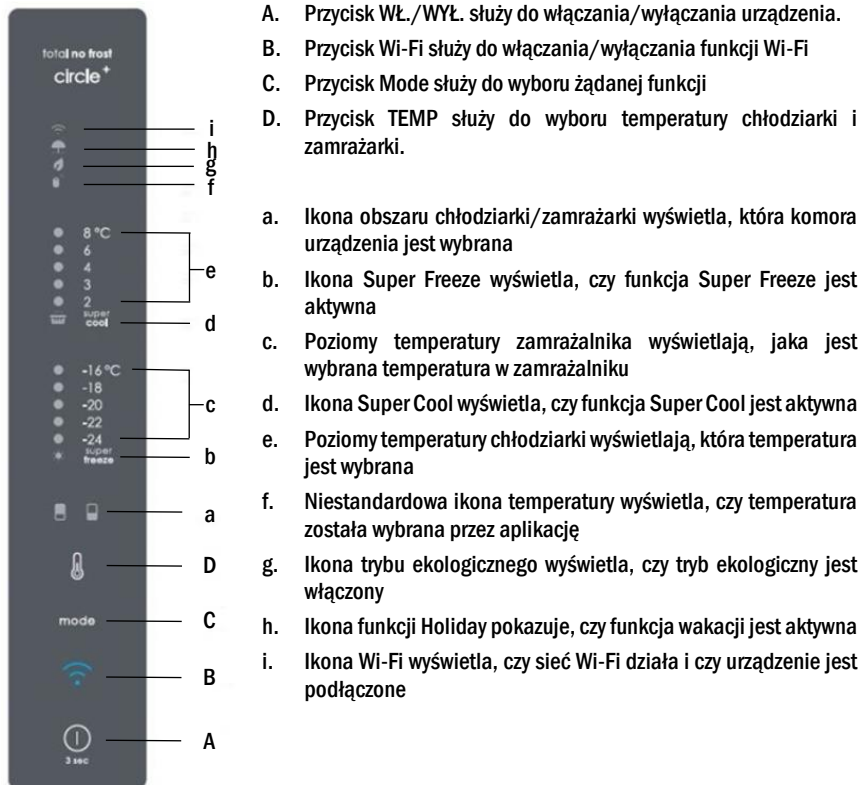 total no frost
circle+
i
h
g
f
8 °C
6
4
3
2
e
super
cool
d
-16 °C
-18
-20
-22
-24
c
super
freeze
b
a
D
mode
C
B
A
3 sec
A. Przycisk WŁ./WYŁ. służy do włączania/wyłączania urządzenia.
B. Przycisk Wi-Fi służy do włączania/wyłączania funkcji Wi-Fi
C. Przycisk Mode służy do wyboru żądanej funkcji
D. Przycisk TEMP służy do wyboru temperatury chłodziarki i
zamrażarki.
a. Ikona obszaru chłodziarki/zamrażarki wyświetla, która komora
urządzenia jest wybrana
b. Ikona Super Freeze wyświetla, czy funkcja Super Freeze jest
aktywna
c. Poziomy temperatury zamrażalnika wyświetlają, jaka jest
wybrana temperatura w zamrażalniku
d. Ikona Super Cool wyświetla, czy funkcja Super Cool jest aktywna
e. Poziomy temperatury chłodziarki wyświetlają, która temperatura
jest wybrana
f. Niestandardowa ikona temperatury wyświetla, czy temperatura
została wybrana przez aplikację
g. Ikona trybu ekologicznego wyświetla, czy tryb ekologiczny jest
włączony
h. Ikona funkcji Holiday pokazuje, czy funkcja wakacji jest aktywna
i. Ikona Wi-Fi wyświetla, czy sieć Wi-Fi działa i czy urządzenie jest
podłączone